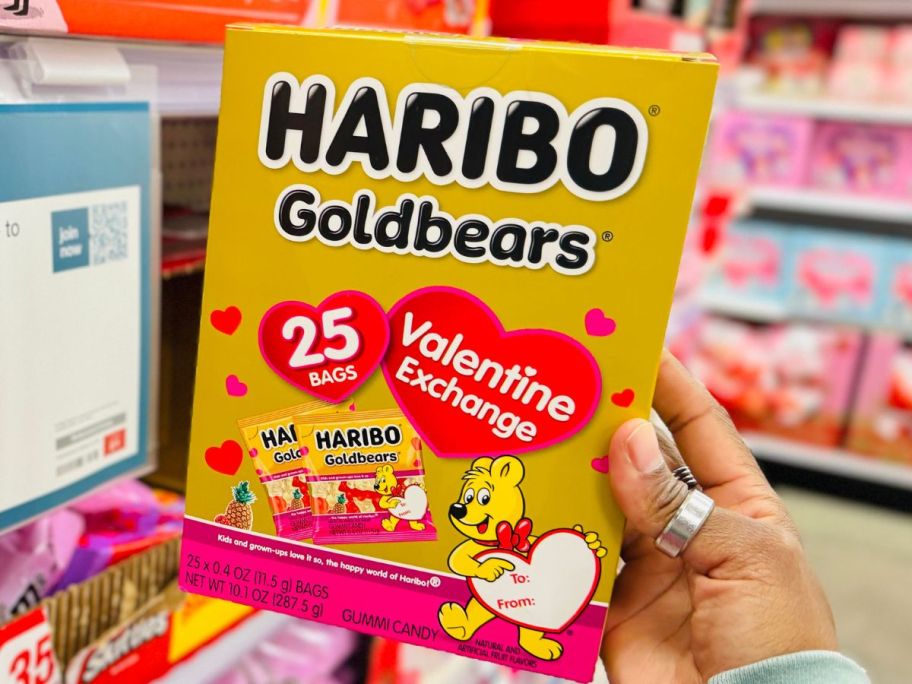 to
join
now
HARIBO®
Goldbears®
25
BAGS
Valentine
Exchange
HARIBO
Goldbears
To:
From:
Kids and grown-ups love it so, the happy world of Haribo!®
25 x 0.4 OZ (11.5 g) BAGS
NET WT 10.1 OZ (287.5 g)
GUMMI CANDY
NATURAL AND
ARTIFICIAL FRUIT FLAVORS
Skittles
35